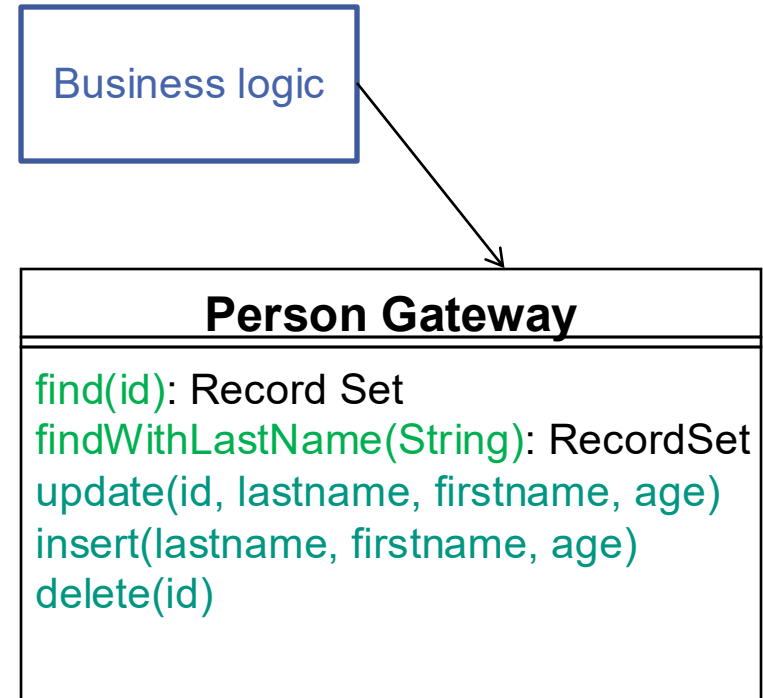 Business logic
Person Gateway
find(id): Record Set
findWithLastName(String): RecordSet
update(id, lastname, firstname, age)
insert(lastname, firstname, age)
delete(id)